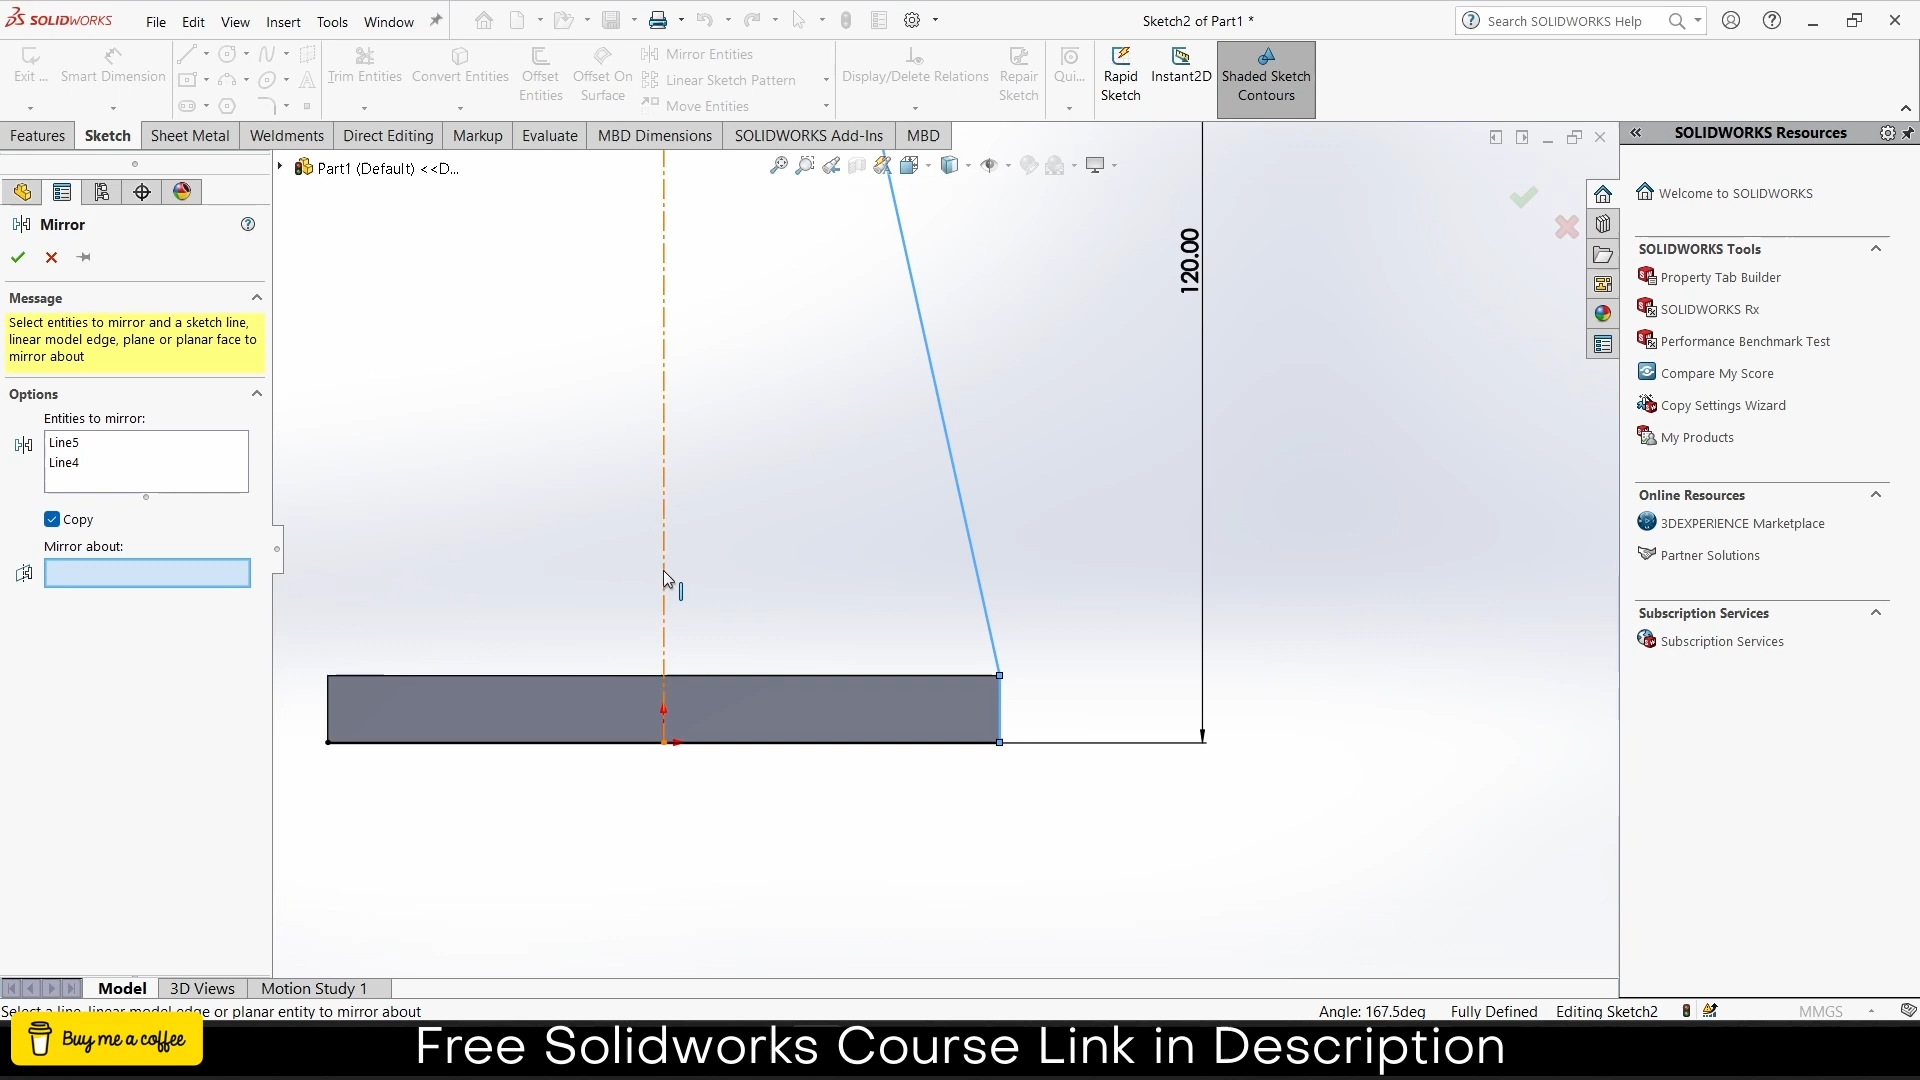 SOLIDWORKS
File Edit View Insert Tools Window
Sketch2 of Part1 *
Search SOLIDWORKS Help
Exit ... Smart Dimension
Trim Entities Convert Entities Offset Entities Offset On Surface
Mirror Entities
Linear Sketch Pattern
Move Entities
Display/Delete Relations Repair Sketch Qui... Rapid Sketch Instant2D Shaded Sketch Contours
Features Sketch Sheet Metal Weldments Direct Editing Markup Evaluate MBD Dimensions SOLIDWORKS Add-Ins MBD
SOLIDWORKS Resources
Part1 (Default) <<D...
Mirror
Message
Select entities to mirror and a sketch line,
linear model edge, plane or planar face to
mirror about
Options
Entities to mirror:
Line5
Line4
Copy
Mirror about:
120.00
Welcome to SOLIDWORKS
SOLIDWORKS Tools
Property Tab Builder
SOLIDWORKS Rx
Performance Benchmark Test
Compare My Score
Copy Settings Wizard
My Products
Online Resources
3DEXPERIENCE Marketplace
Partner Solutions
Subscription Services
Subscription Services
Model 3D Views Motion Study 1
Select a line, linear model edge or planar entity to mirror about
Angle: 167.5deg Fully Defined Editing Sketch2 MMGS
Buy me a coffee
Free Solidworks Course Link in Description